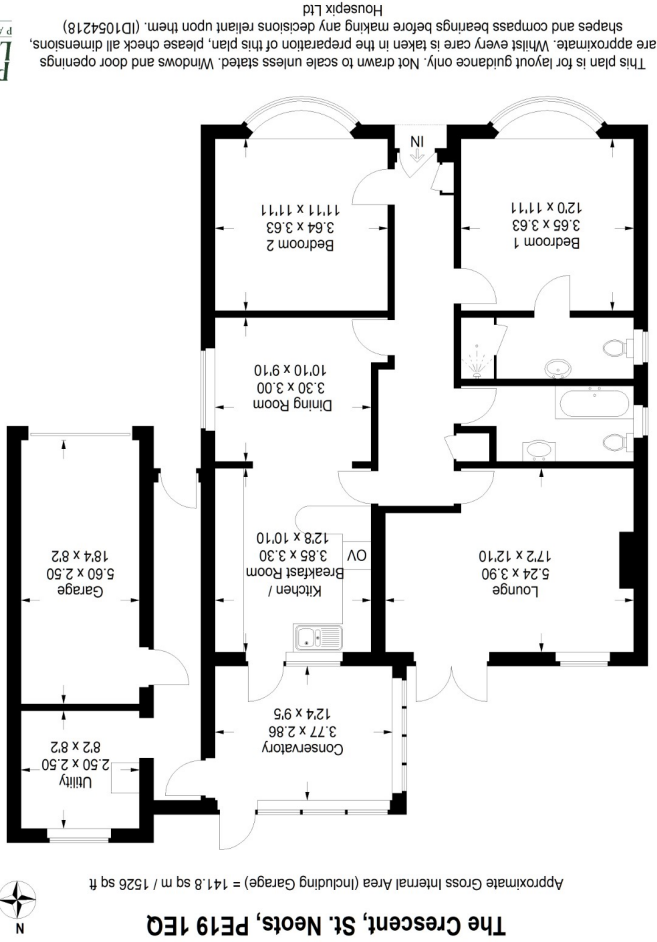 The Crescent, St. Neots, PE19 1EQ
Approximate Gross Internal Area (Including Garage) = 141.8 sq m / 1526 sq ft
N
Utility
2.50 x 2.50
8'2 x 8'2
Conservatory
3.77 x 2.86
12'4 x 9'5
Garage
5.60 x 2.50
18'4 x 8'2
Kitchen /
Breakfast Room
3.85 x 3.30
12'8 x 10'10
OV
Lounge
5.24 x 3.90
17'2 x 12'10
Dining Room
3.30 x 3.00
10'10 x 9'10
Bedroom 2
3.64 x 3.63
11'11 x 11'11
Bedroom 1
3.65 x 3.63
12'0 x 11'11
IN
This plan is for layout guidance only. Not drawn to scale unless stated. Windows and door openings
are approximate. Whilst every care is taken in the preparation of this plan, please check all dimensions,
shapes and compass bearings before making any decisions reliant upon them. (ID1054218)
Housepix Ltd